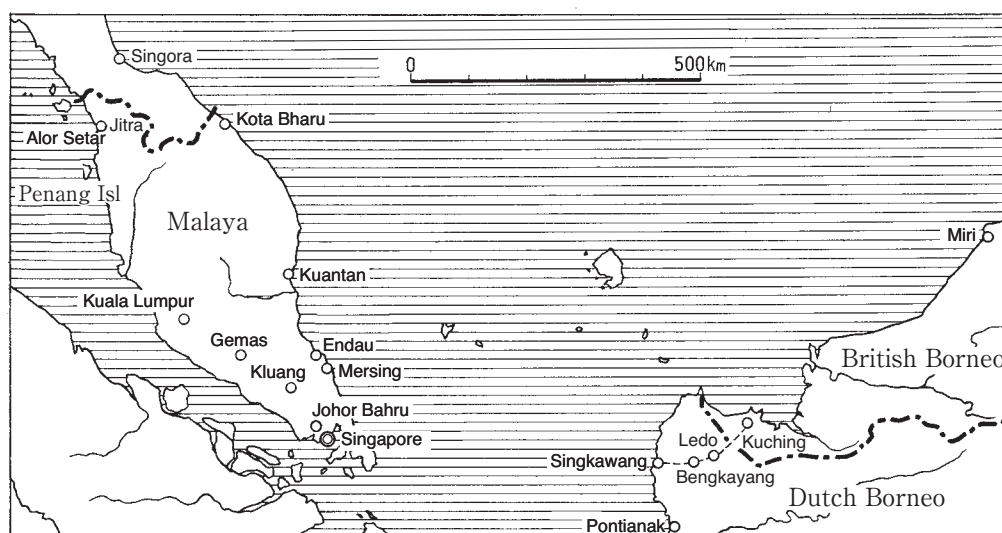 Singora
0
500km
Kota Bharu
Jitra
Alor Setar
Penang Isl
Malaya
Miri
Kuantan
Kuala Lumpur
Gemas
Endau
British Borneo
Mersing
Kluang
Johor Bahru
Singapore
Ledo
Kuching
Singkawang
Bengkayang
Dutch Borneo
Pontianak